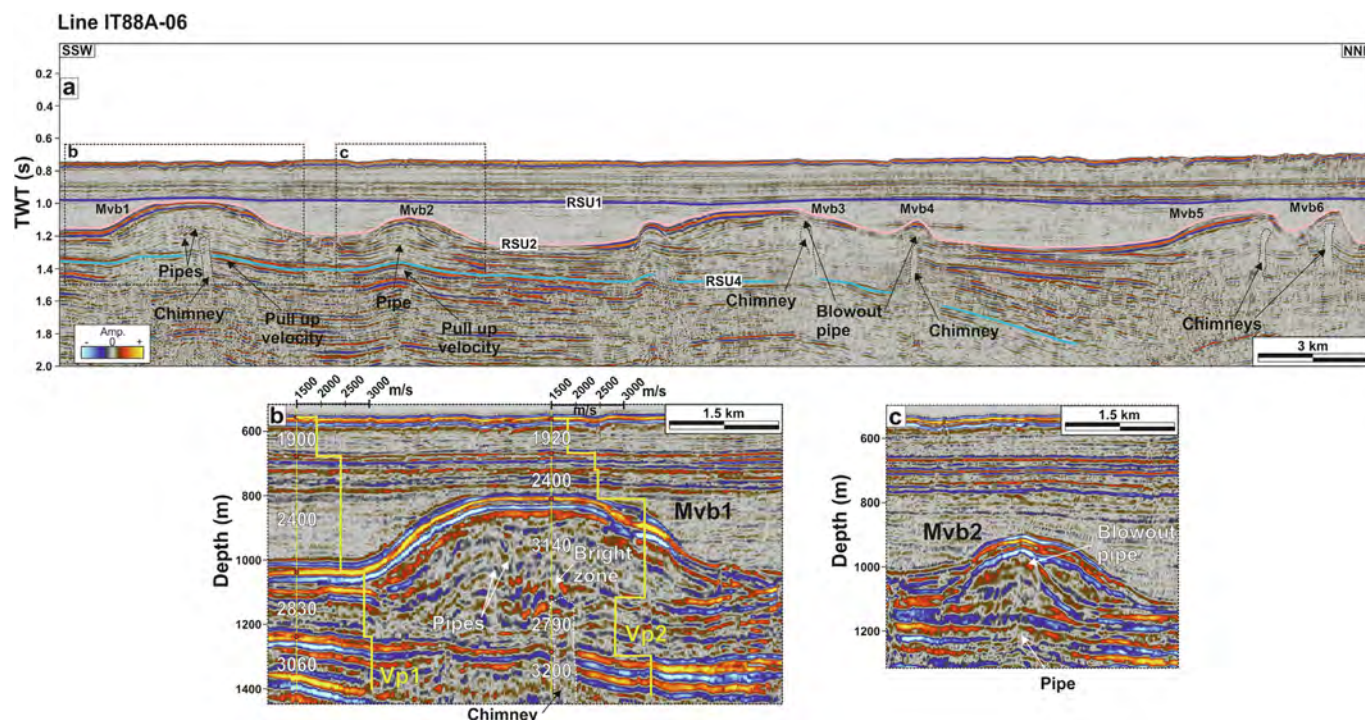 Line IT88A-06
SSW
NNE
a
TWT (s)
0.2
0.4
0.6
0.8
1.0
1.2
1.4
1.6
1.8
2.0
b
c
Mvb1
Mvb2
RSU1
RSU2
RSU4
Mvb3
Mvb4
Mvb5
Mvb6
Pipes
Chimney
Pull up
velocity
Pipe
Pull up
velocity
Chimney
Blowout
pipe
Chimney
Chimneys
Amp.
- 0 +
3 km
1500 2000 2500 3000 m/s
1500 2000 2500 3000 m/s
b
1.5 km
Depth (m)
600
800
1000
1200
1400
1900
2400
2830
3060
1920
2400
3140
2790
3200
Mvb1
Bright
zone
Pipes
Vp1
Vp2
Chimney
c
1.5 km
Depth (m)
600
800
1000
1200
Mvb2
Blowout
pipe
Pipe